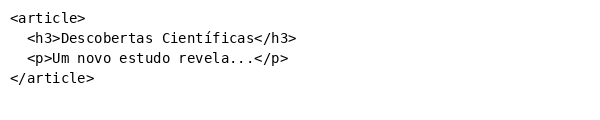 <article>
  <h3>Descobertas Científicas</h3>
  <p>Um novo estudo revela...</p>
</article>